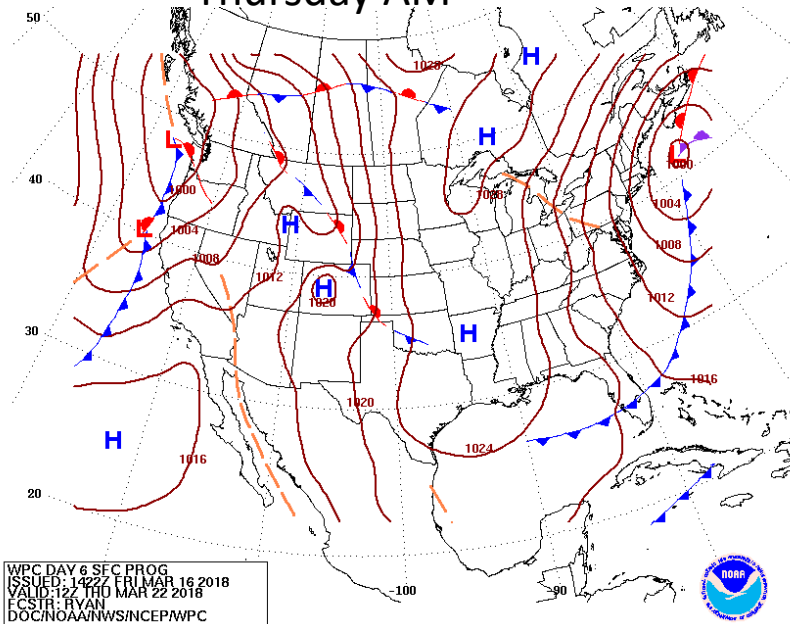 Thursday AM
50
H
1028
H
L
L
40
1000
1028
1000
1004
L
1004
H
1008
1008
1012
H
1020
1012
30
H
1016
1020
1024
H
1016
20
-100
-90
WPC DAY 6 SFC PROG
ISSUED: 1422Z FRI MAR 16 2018
VALID:12Z THU MAR 22 2018
FCSTR: RYAN
DOC/NOAA/NWS/NCEP/WPC
NOAA